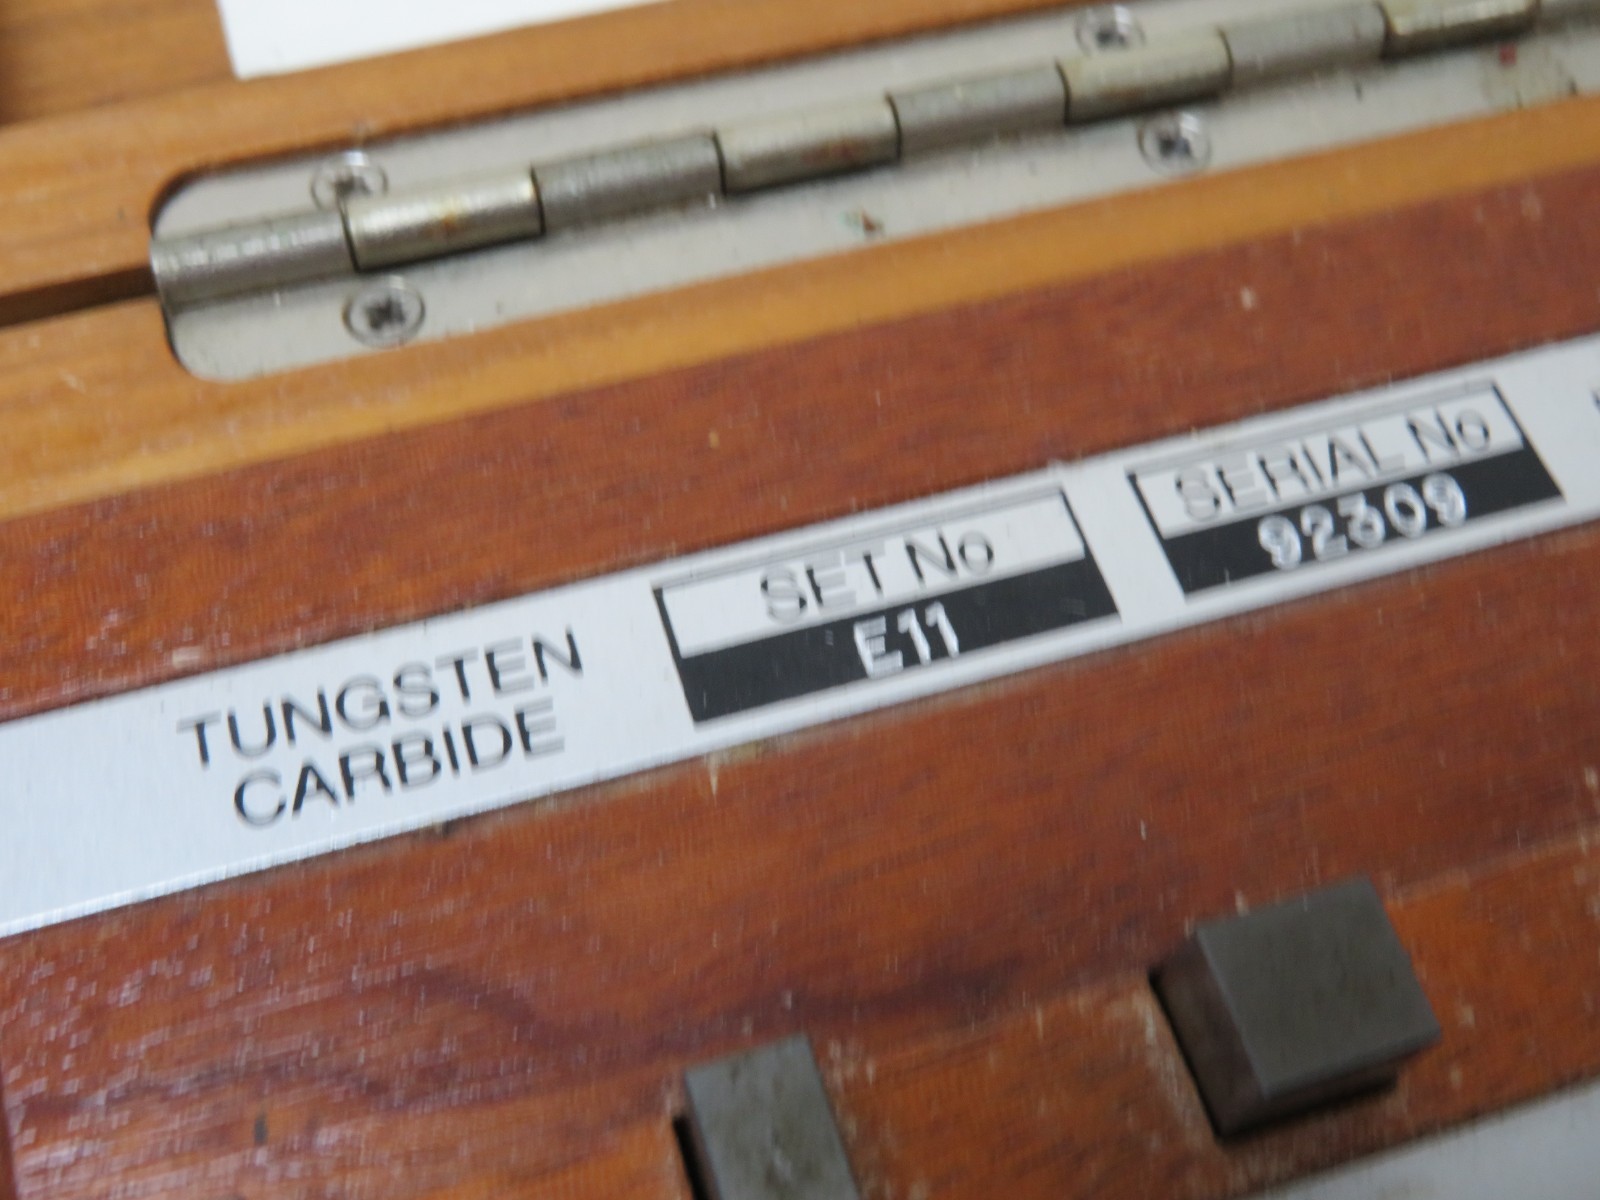 TUNGSTEN
CARBIDE
SET No
E11
SERIAL No
92309